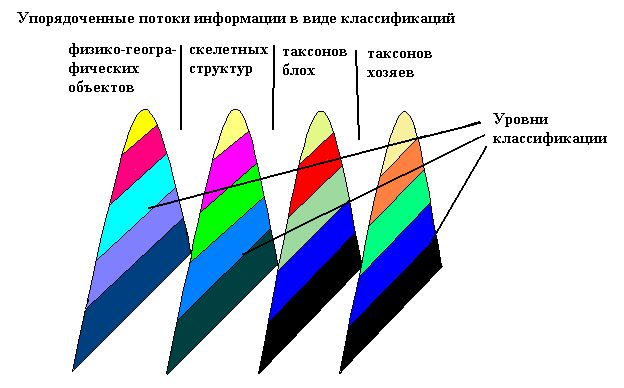 Упорядоченные потоки информации в виде классификаций
физико-геогра-
фических
объектов
скелетных
структур
таксонов
блох
таксонов
хозяев
Уровни
классификации